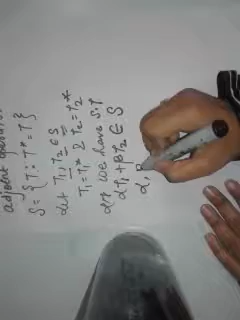 adjoint operator
S = { T : T* = T }
Let T₁, T₂ ∈ S
T₁ = T₁* & T₂ = T₂*
we have S.T
αT₁ + βT₂ ∈ S
α, β